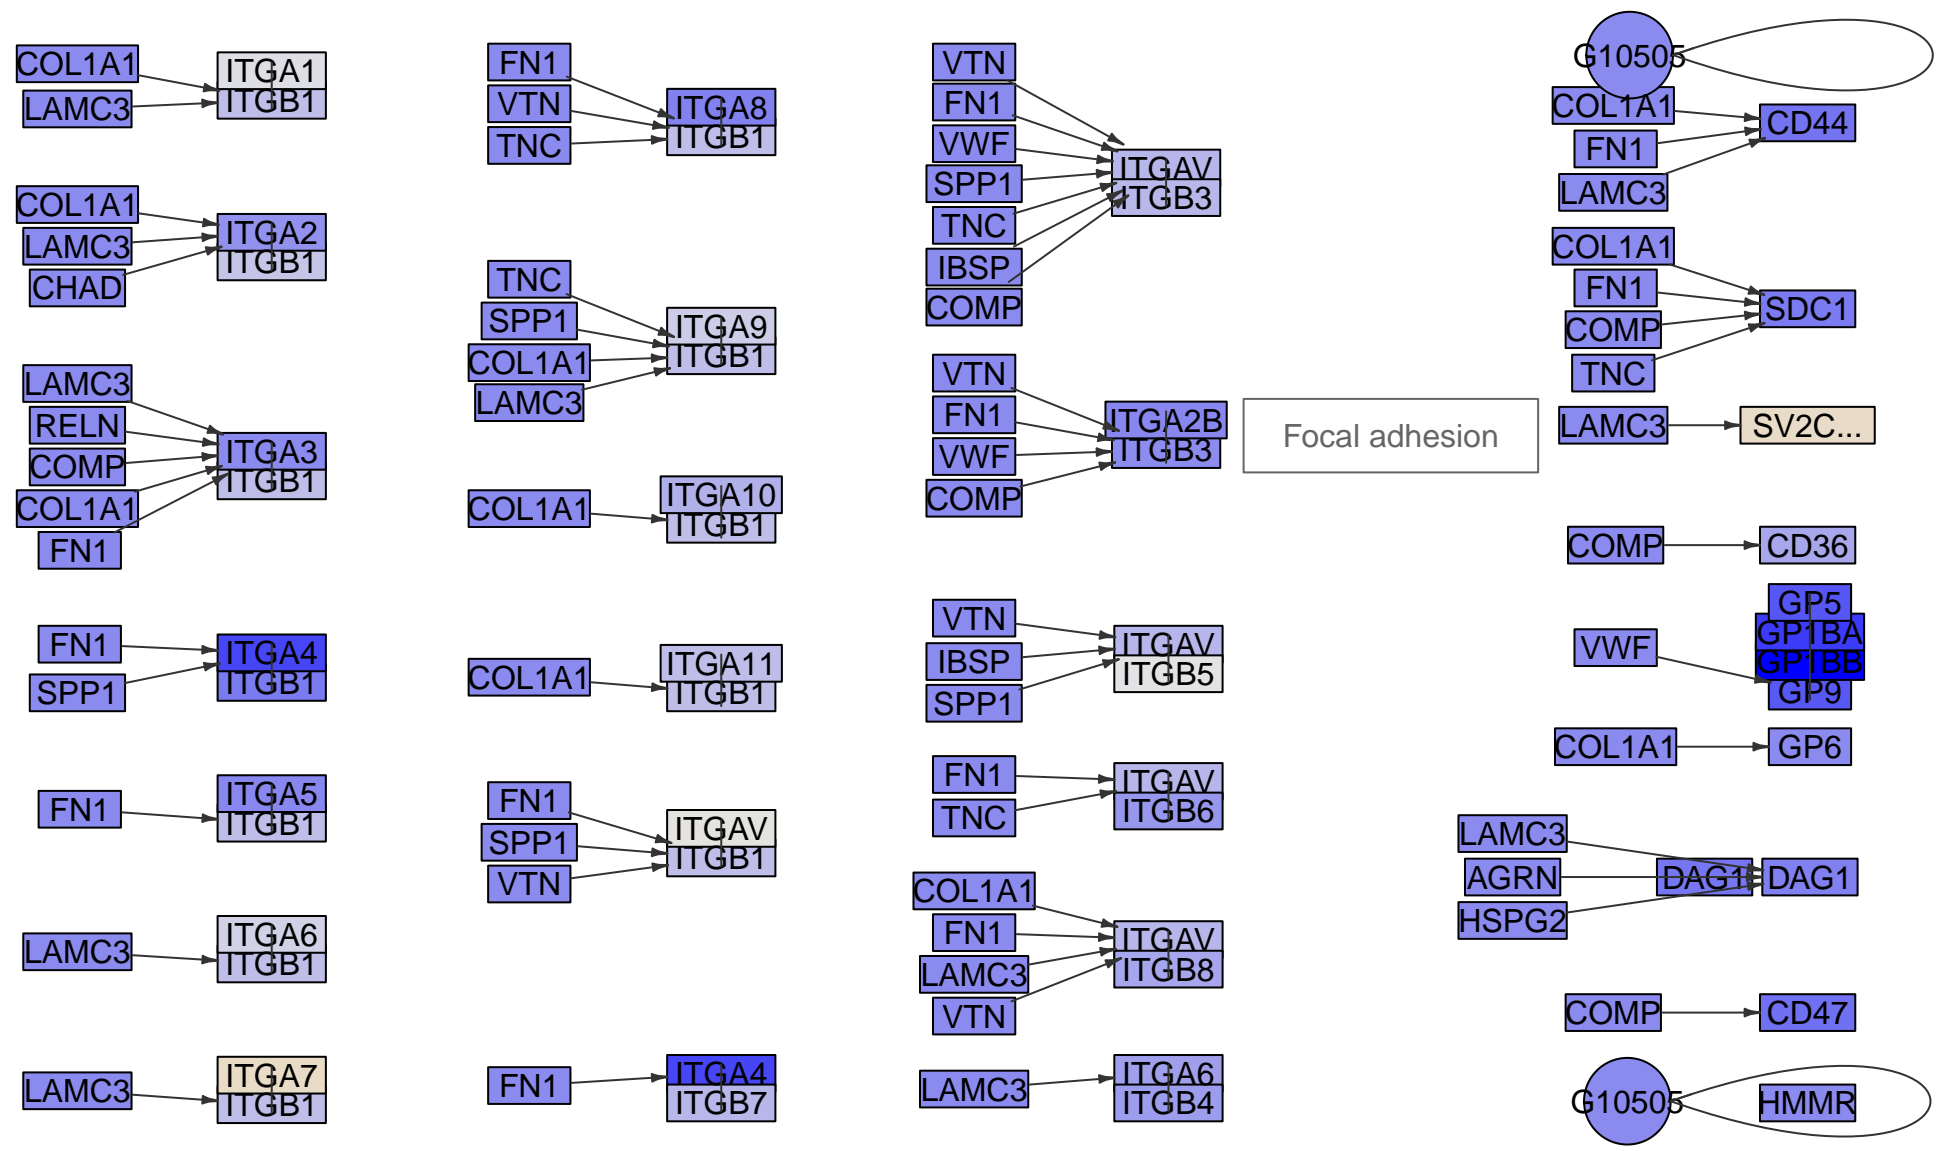 COL1A1
LAMC3
ITGA1
ITGB1
COL1A1
LAMC3
CHAD
ITGA2
ITGB1
LAMC3
RELN
COMP
COL1A1
FN1
ITGA3
ITGB1
FN1
SPP1
ITGA4
ITGB1
FN1
ITGA5
ITGB1
LAMC3
ITGA6
ITGB1
LAMC3
ITGA7
ITGB1
FN1
VTN
TNC
ITGA8
ITGB1
TNC
SPP1
COL1A1
LAMC3
ITGA9
ITGB1
COL1A1
ITGA10
ITGB1
COL1A1
ITGA11
ITGB1
FN1
SPP1
VTN
ITGAV
ITGB1
FN1
ITGA4
ITGB7
VTN
FN1
VWF
SPP1
TNC
IBSP
COMP
ITGAV
ITGB3
VTN
FN1
VWF
COMP
ITGA2B
ITGB3
Focal adhesion
VTN
IBSP
SPP1
ITGAV
ITGB5
FN1
TNC
ITGAV
ITGB6
COL1A1
FN1
LAMC3
VTN
ITGAV
ITGB8
LAMC3
ITGA6
ITGB4
G10505
COL1A1
FN1
LAMC3
CD44
COL1A1
FN1
COMP
TNC
SDC1
LAMC3
SV2C...
COMP
CD36
VWF
GP5
GP1BA
GP1BB
GP9
COL1A1
GP6
LAMC3
AGRN
HSPG2
DAG1
DAG1
COMP
CD47
G10505
HMMR